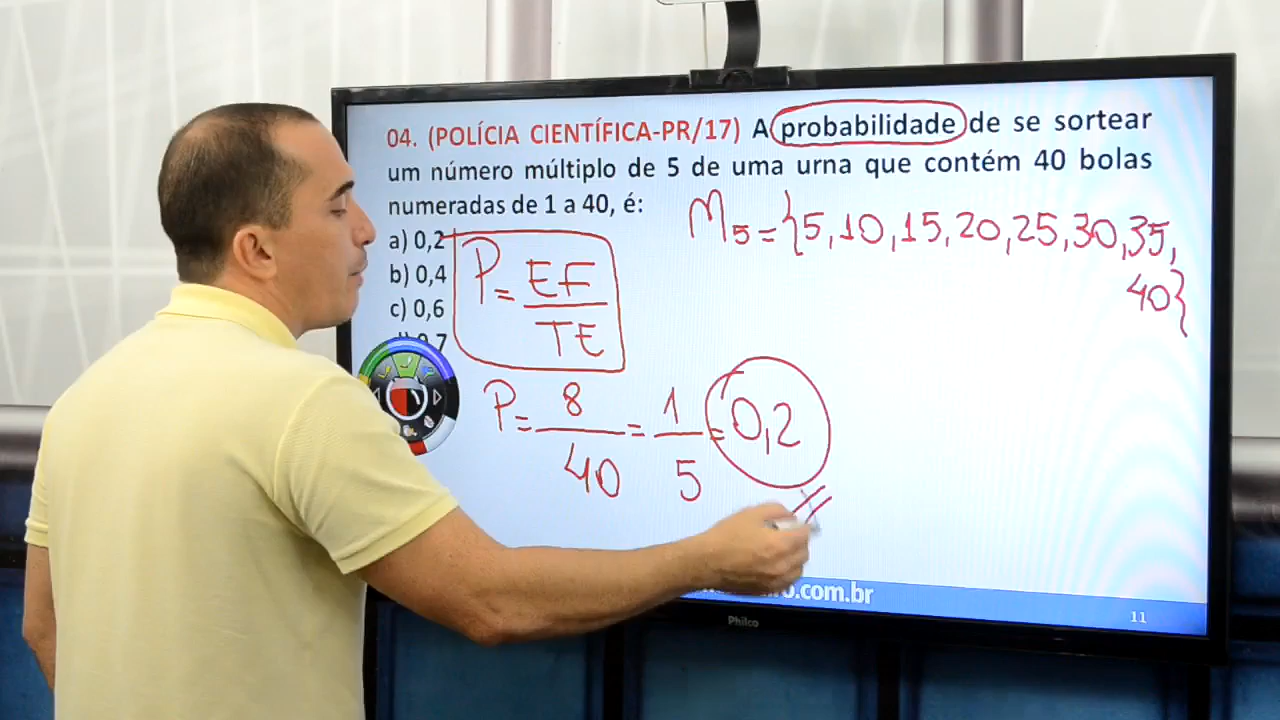 04. (POLÍCIA CIENTÍFICA-PR/17) A probabilidade de se sortear
um número múltiplo de 5 de uma urna que contém 40 bolas
numeradas de 1 a 40, é:
M5={5,10,15,20,25,30,35,
40}
a) 0,2
b) 0,4
c) 0,6
7
P=EF/TE
P=8/40=1/5=0,2
.com.br
11
Philco